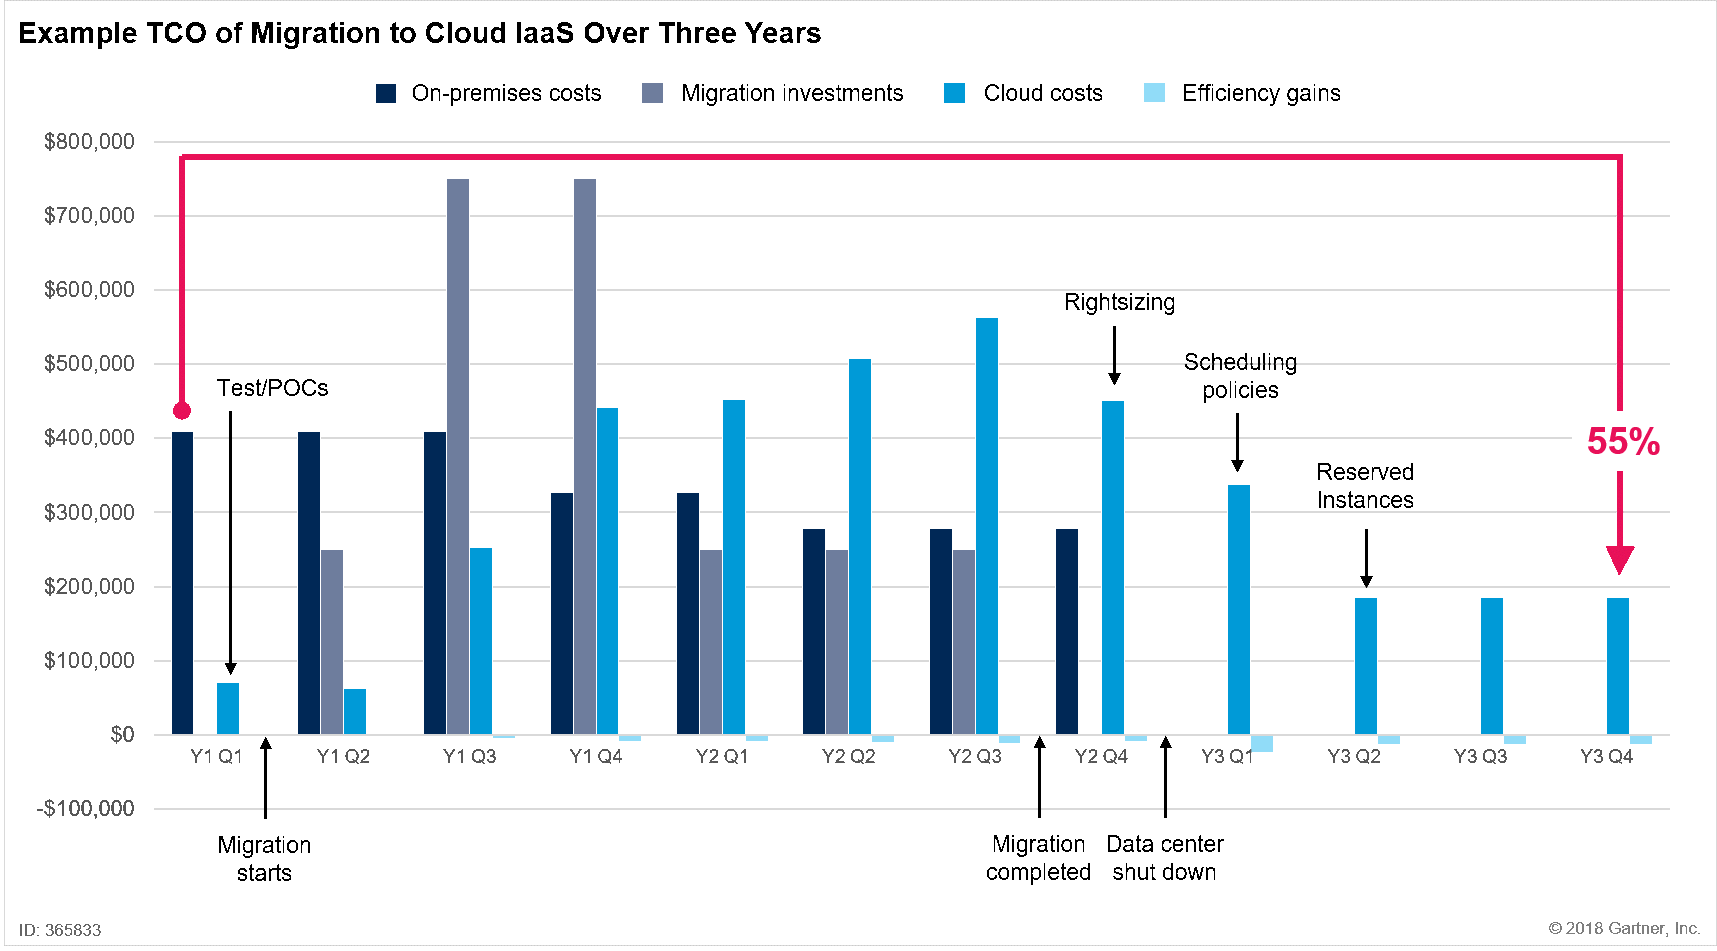 Example TCO of Migration to Cloud IaaS Over Three Years
On-premises costs
Migration investments
Cloud costs
Efficiency gains
$800,000
$700,000
$600,000
$500,000
$400,000
$300,000
$200,000
$100,000
$0
-$100,000
Test/POCs
Rightsizing
Scheduling
policies
Reserved
Instances
55%
Y1 Q1
Y1 Q2
Y1 Q3
Y1 Q4
Y2 Q1
Y2 Q2
Y2 Q3
Y2 Q4
Y3 Q1
Y3 Q2
Y3 Q3
Y3 Q4
Migration
starts
Migration
completed
Data center
shut down
ID: 365833
© 2018 Gartner, Inc.